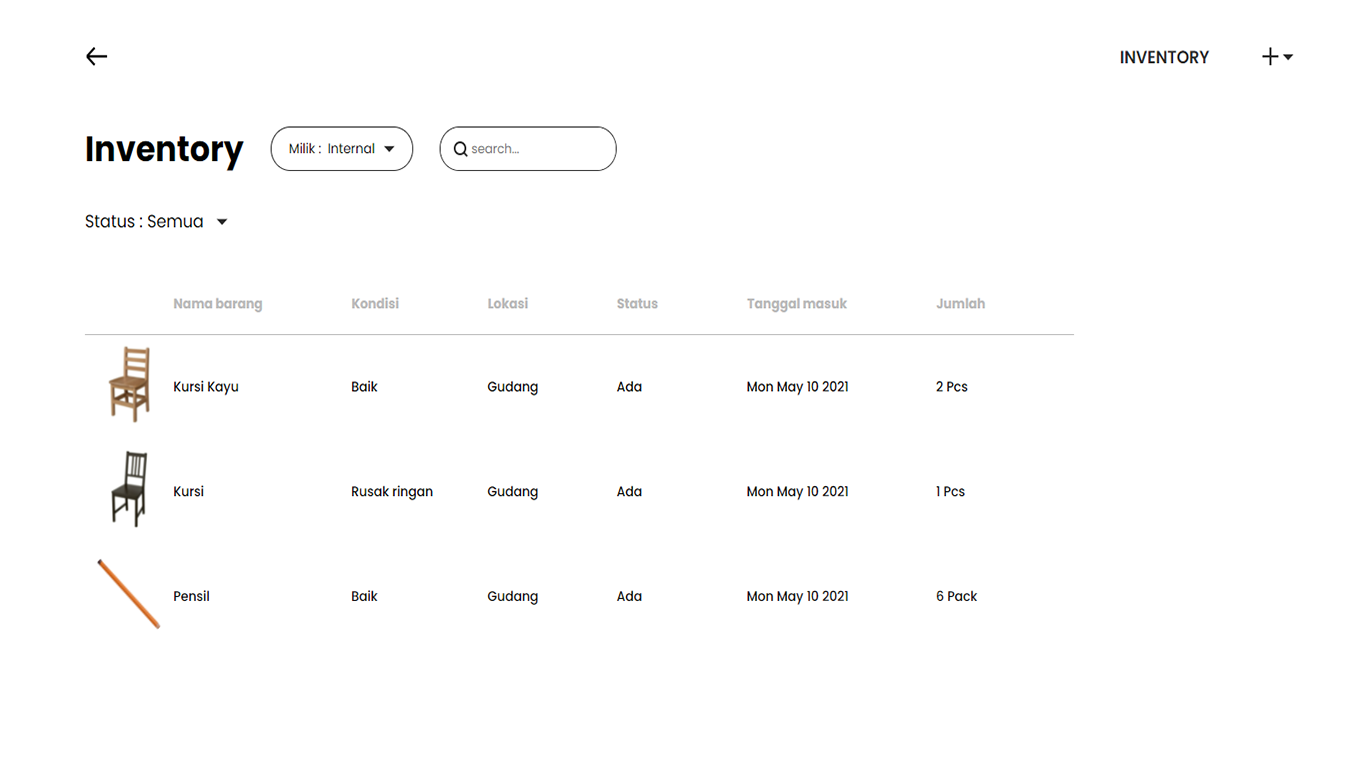 INVENTORY
Inventory
Milik : Internal
search...
Status : Semua
Nama barang Kondisi Lokasi Status Tanggal masuk Jumlah
Kursi Kayu Baik Gudang Ada Mon May 10 2021 2 Pcs
Kursi Rusak ringan Gudang Ada Mon May 10 2021 1 Pcs
Pensil Baik Gudang Ada Mon May 10 2021 6 Pack